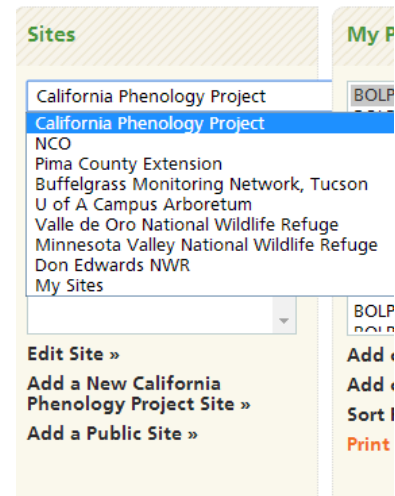 Sites
My P
California Phenology Project
BOLP
California Phenology Project
NCO
Pima County Extension
Buffelgrass Monitoring Network, Tucson
U of A Campus Arboretum
Valle de Oro National Wildlife Refuge
Minnesota Valley National Wildlife Refuge
Don Edwards NWR
My Sites
BOLP
Edit Site »
Add a New California
Phenology Project Site »
Add a Public Site »
Add
Add
Sort
Print